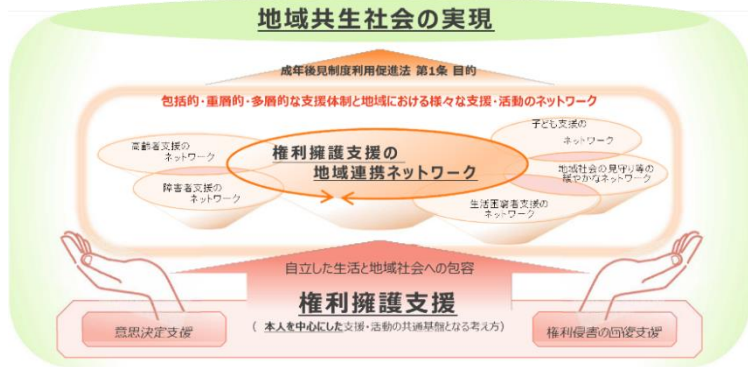 地域共生社会の実現
成年後見制度利用促進法 第1条 目的
包括的・重層的・多層的な支援体制と地域における様々な支援・活動のネットワーク
高齢者支援の
ネットワーク
障害者支援の
ネットワーク
権利擁護支援の
地域連携ネットワーク
子ども支援の
ネットワーク
地域社会の見守り等の
緩やかなネットワーク
生活困窮者支援の
ネットワーク
自立した生活と地域社会への包容
権利擁護支援
（ 本人を中心にした支援・活動の共通基盤となる考え方）
意思決定支援
権利侵害の回復支援